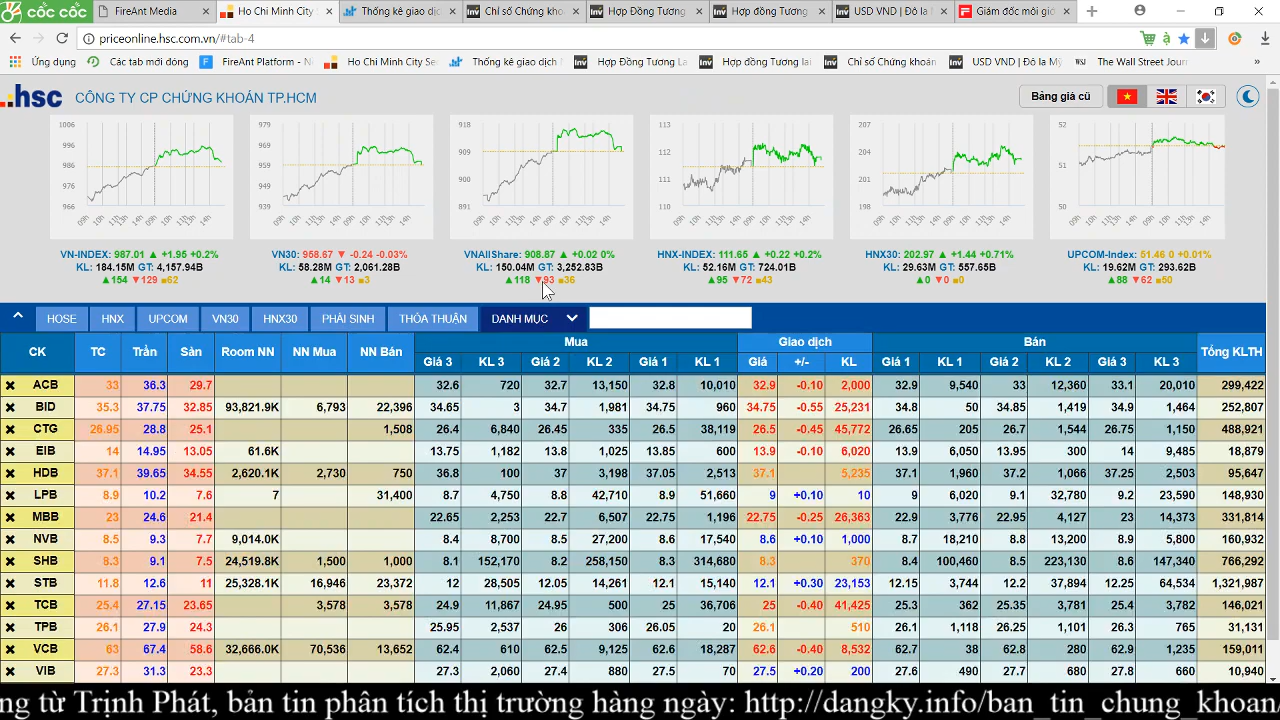 CỐC CỐC FireAnt Media Ho Chi Minh City Thống kê giao dị Chỉ số Chứng khoá Hợp Đồng Tương Hợp đồng tương USD VND | Đô la M Giám đốc môi giớ
priceonline.hsc.com.vn/#tab-4
Ứng dụng Các tab mới đóng FireAnt Platform - N Ho Chi Minh City Se Thống kê giao dịch Hợp Đồng Tương La Hợp đồng tương lai Chỉ số Chứng khoán USD VND | Đô la Mỹ The Wall Street Jour »
hsc CÔNG TY CP CHỨNG KHOÁN TP.HCM Bảng giá cũ
1006 996 986 976 966
979 969 959 949 939
918 909 900 891
113 112 111 110
207 204 201 198
52 51 50
VN-INDEX: 987.01 ▲ +1.95 +0.2% VN30: 958.67 ▼ -0.24 -0.03% VNAllShare: 908.87 ▲ +0.02 0% HNX-INDEX: 111.65 ▲ +0.22 +0.2% HNX30: 202.97 ▲ +1.44 +0.71% UPCOM-Index: 51.46 0 +0.01%
KL: 184.15M GT: 4,157.94B KL: 58.28M GT: 2,061.28B KL: 150.04M GT: 3,252.83B KL: 52.16M GT: 724.01B KL: 29.63M GT: 557.65B KL: 19.62M GT: 293.62B
▲154 ▼129 ■62 ▲14 ▼13 ■3 ▲118 ▼93 ■36 ▲95 ▼72 ■43 ▲0 ▼0 ■0 ▲88 ▼62 ■50
HOSE HNX UPCOM VN30 HNX30 PHÁI SINH THỎA THUẬN DANH MỤC
CK TC Trần Sàn Room NN NN Mua NN Bán Mua Giao dịch Bán Tổng KLTH
Giá 3 KL 3 Giá 2 KL 2 Giá 1 KL 1 Giá +/- KL Giá 1 KL 1 Giá 2 KL 2 Giá 3 KL 3
ACB 33 36.3 29.7 32.6 720 32.7 13,150 32.8 10,010 32.9 -0.10 2,000 32.9 9,540 33 12,360 33.1 20,010 299,422
BID 35.3 37.75 32.85 93,821.9K 6,793 22,396 34.65 3 34.7 1,981 34.75 960 34.75 -0.55 25,231 34.8 50 34.85 1,419 34.9 1,464 252,807
CTG 26.95 28.8 25.1 1,508 26.4 6,840 26.45 335 26.5 38,119 26.5 -0.45 45,772 26.65 205 26.7 1,544 26.75 1,150 488,921
EIB 14 14.95 13.05 61.6K 13.75 1,182 13.8 1,025 13.85 600 13.9 -0.10 6,020 13.9 6,050 13.95 300 14 9,485 18,879
HDB 37.1 39.65 34.55 2,620.1K 2,730 750 36.8 100 37 3,198 37.05 2,513 37.1 5,235 37.1 1,960 37.2 1,066 37.25 2,503 95,647
LPB 8.9 10.2 7.6 7 31,400 8.7 4,750 8.8 42,710 8.9 51,660 9 +0.10 10 9 6,020 9.1 32,780 9.2 23,590 148,930
MBB 23 24.6 21.4 22.65 2,253 22.7 6,507 22.75 1,196 22.75 -0.25 26,363 22.9 3,776 22.95 4,127 23 14,373 331,814
NVB 8.5 9.3 7.7 9,014.0K 8.4 8,700 8.5 27,200 8.6 17,540 8.6 +0.10 1,000 8.7 18,210 8.8 13,200 8.9 5,800 160,932
SHB 8.3 9.1 7.5 24,519.8K 1,500 1,000 8.1 152,170 8.2 258,150 8.3 314,680 8.3 370 8.4 100,460 8.5 223,130 8.6 147,340 766,292
STB 11.8 12.6 11 25,328.1K 16,946 23,372 12 28,505 12.05 14,261 12.1 15,140 12.1 +0.30 23,153 12.15 3,744 12.2 37,894 12.25 64,534 1,321,987
TCB 25.4 27.15 23.65 3,578 3,578 24.9 11,867 24.95 500 25 36,706 25 -0.40 41,425 25.3 362 25.35 3,781 25.4 3,782 146,021
TPB 26.1 27.9 24.3 25.95 2,537 26 306 26.05 20 26.1 510 26.1 1,118 26.25 1,101 26.3 765 31,131
VCB 63 67.4 58.6 32,666.0K 70,536 13,652 62.4 610 62.5 9,125 62.6 18,287 62.6 -0.40 8,532 62.7 38 62.8 280 62.9 1,235 159,011
VIB 27.3 31.3 23.3 27.3 2,060 27.4 880 27.5 70 27.5 +0.20 200 27.6 490 27.7 680 27.8 660 10,940
ng từ Trịnh Phát, bản tin phân tích thị trường hàng ngày: http://dangky.info/ban_tin_chung_khoan/